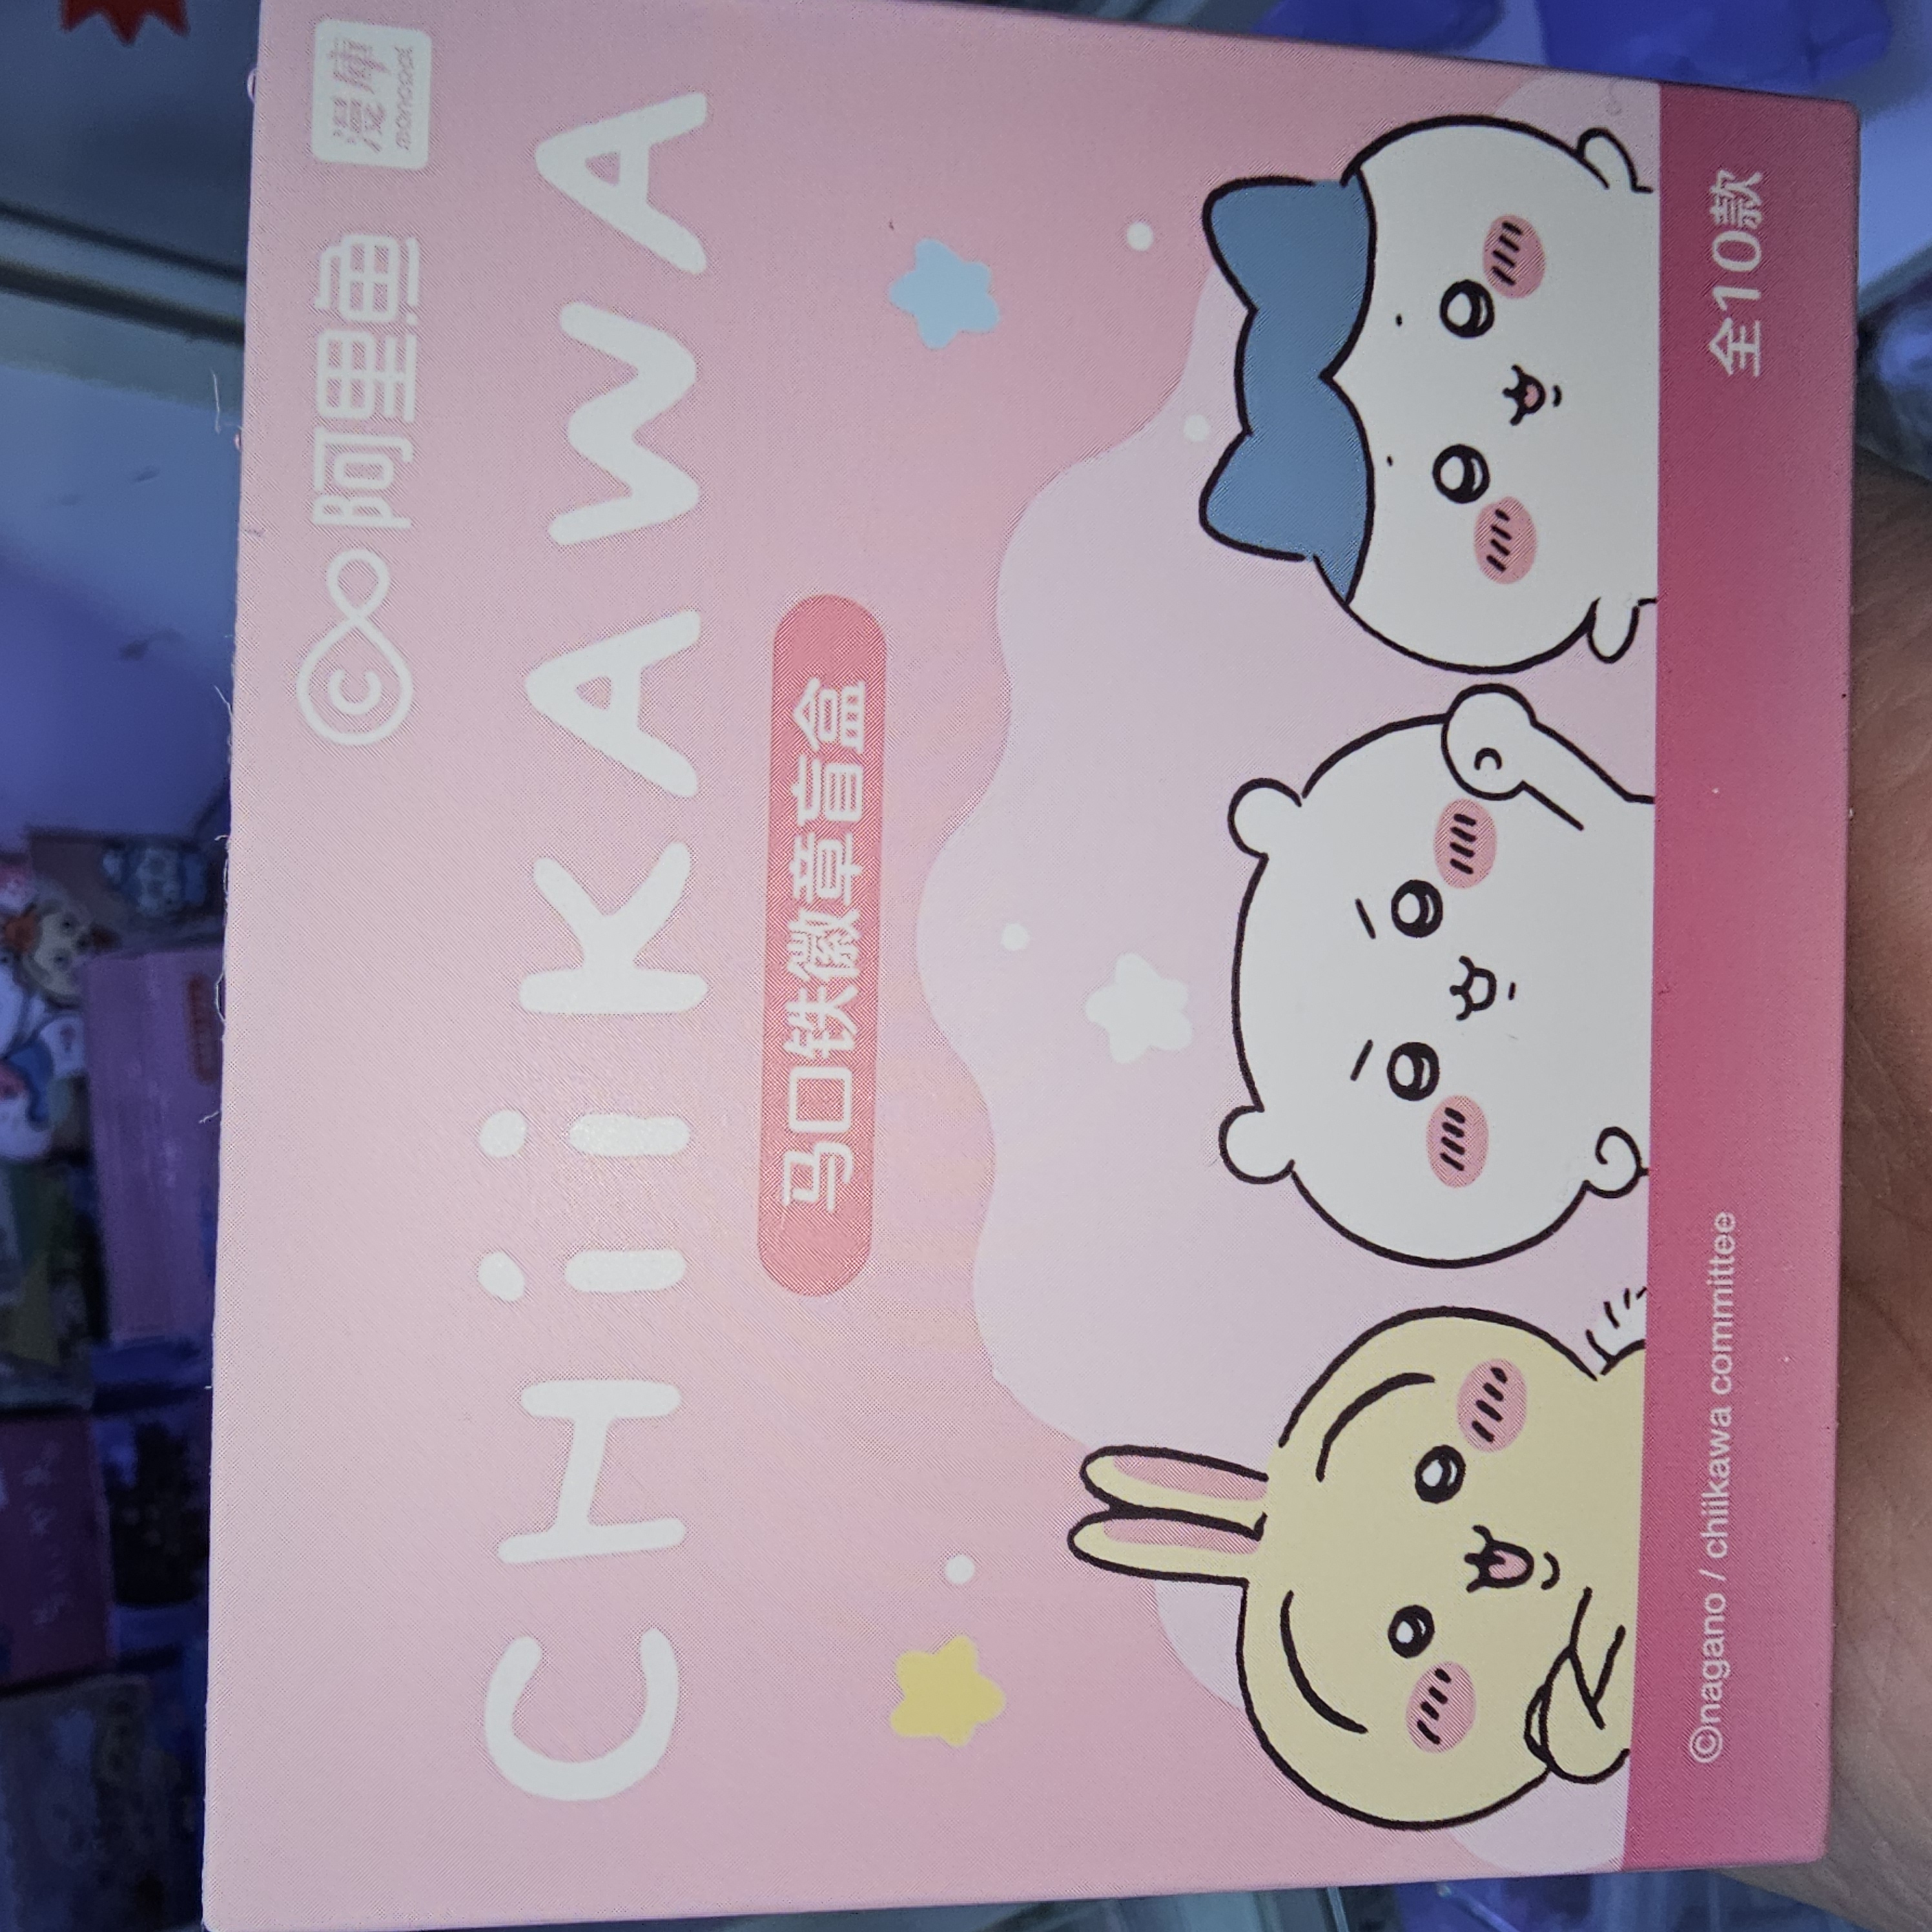 阿里鱼
漫库
CHiiKAWA
马口铁徽章盲盒
©nagano / chiikawa committee
全10款